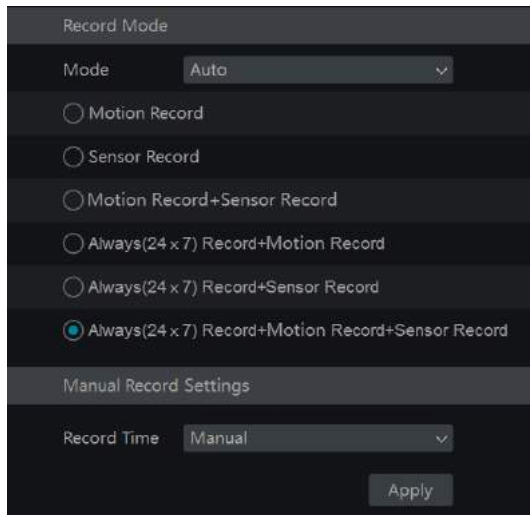 Record Mode
Mode Auto
Motion Record
Sensor Record
Motion Record+Sensor Record
Always(24 x 7) Record+Motion Record
Always(24 x 7) Record+Sensor Record
Always(24 x 7) Record+Motion Record+Sensor Record
Manual Record Settings
Record Time Manual
Apply